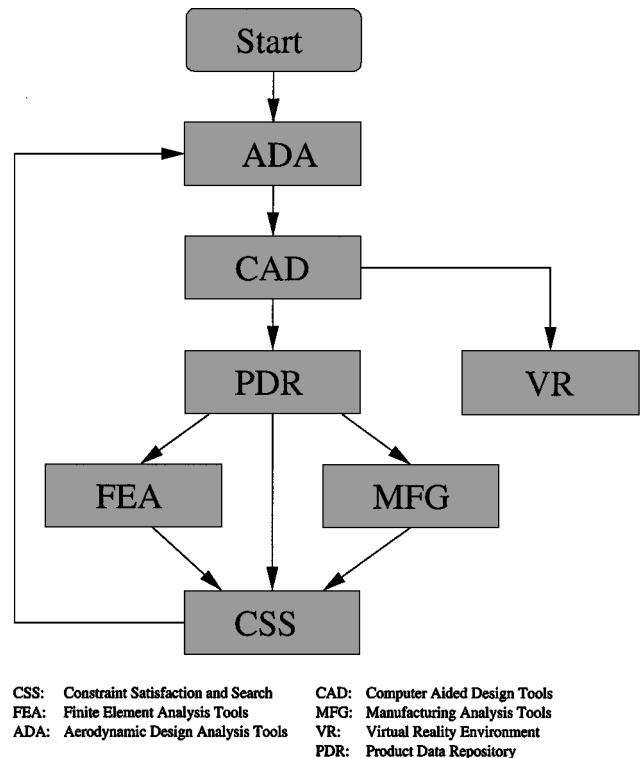 Start
ADA
CAD
PDR
VR
FEA
MFG
CSS
CSS: Constraint Satisfaction and Search
FEA: Finite Element Analysis Tools
ADA: Aerodynamic Design Analysis Tools
CAD: Computer Aided Design Tools
MFG: Manufacturing Analysis Tools
VR: Virtual Reality Environment
PDR: Product Data Repository